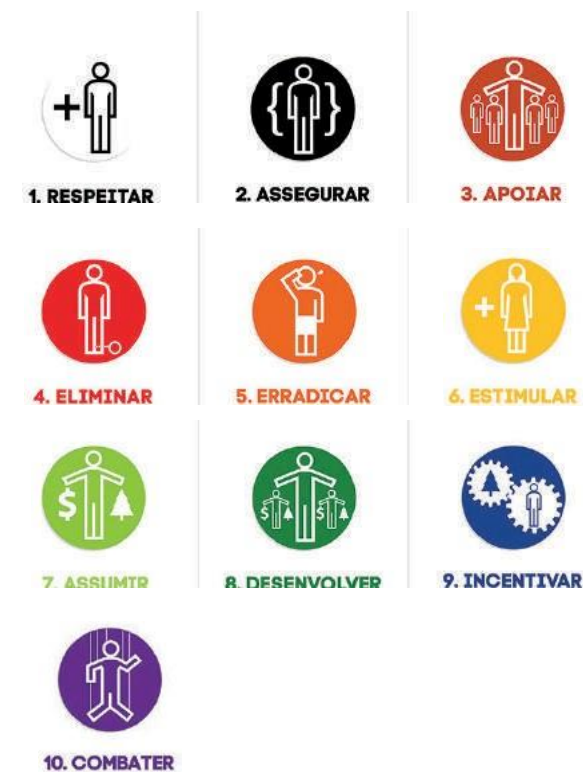 1. RESPEITAR
2. ASSEGURAR
3. APOIAR
4. ELIMINAR
5. ERRADICAR
6. ESTIMULAR
7. ASSUMIR
8. DESENVOLVER
9. INCENTIVAR
10. COMBATER